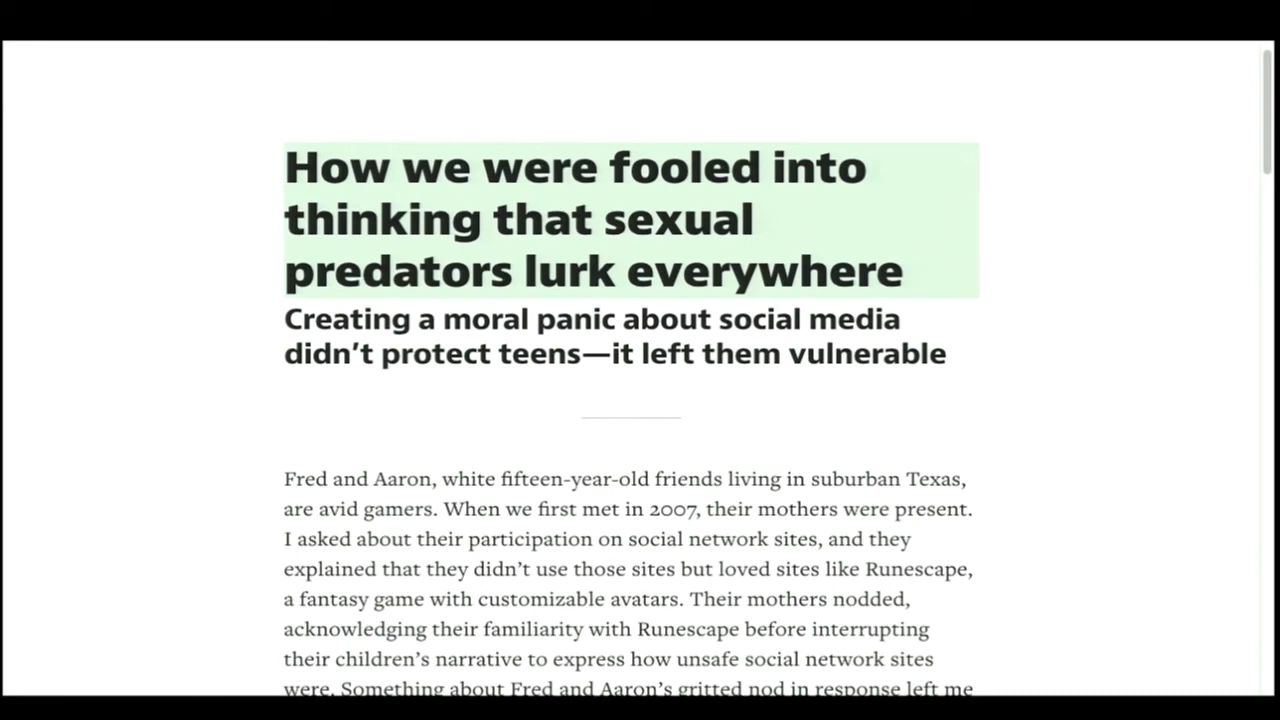 How we were fooled into
thinking that sexual
predators lurk everywhere
Creating a moral panic about social media
didn’t protect teens—it left them vulnerable
Fred and Aaron, white fifteen-year-old friends living in suburban Texas,
are avid gamers. When we first met in 2007, their mothers were present.
I asked about their participation on social network sites, and they
explained that they didn’t use those sites but loved sites like Runescape,
a fantasy game with customizable avatars. Their mothers nodded,
acknowledging their familiarity with Runescape before interrupting
their children’s narrative to express how unsafe social network sites
were. Something about Fred and Aaron’s gritted nod in response left me